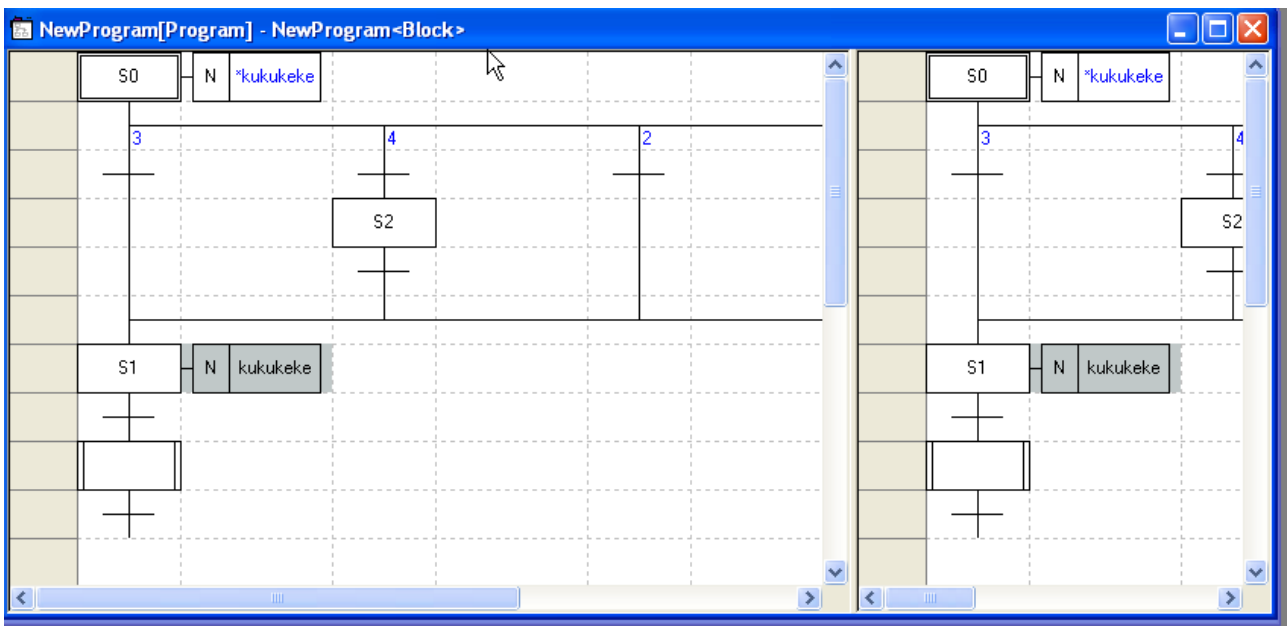 NewProgram[Program] - NewProgram<Block>
S0 N *kukukeke
3 4 2
S2
S1 N kukukeke
S0 N *kukukeke
3 4
S2
S1 N kukukeke